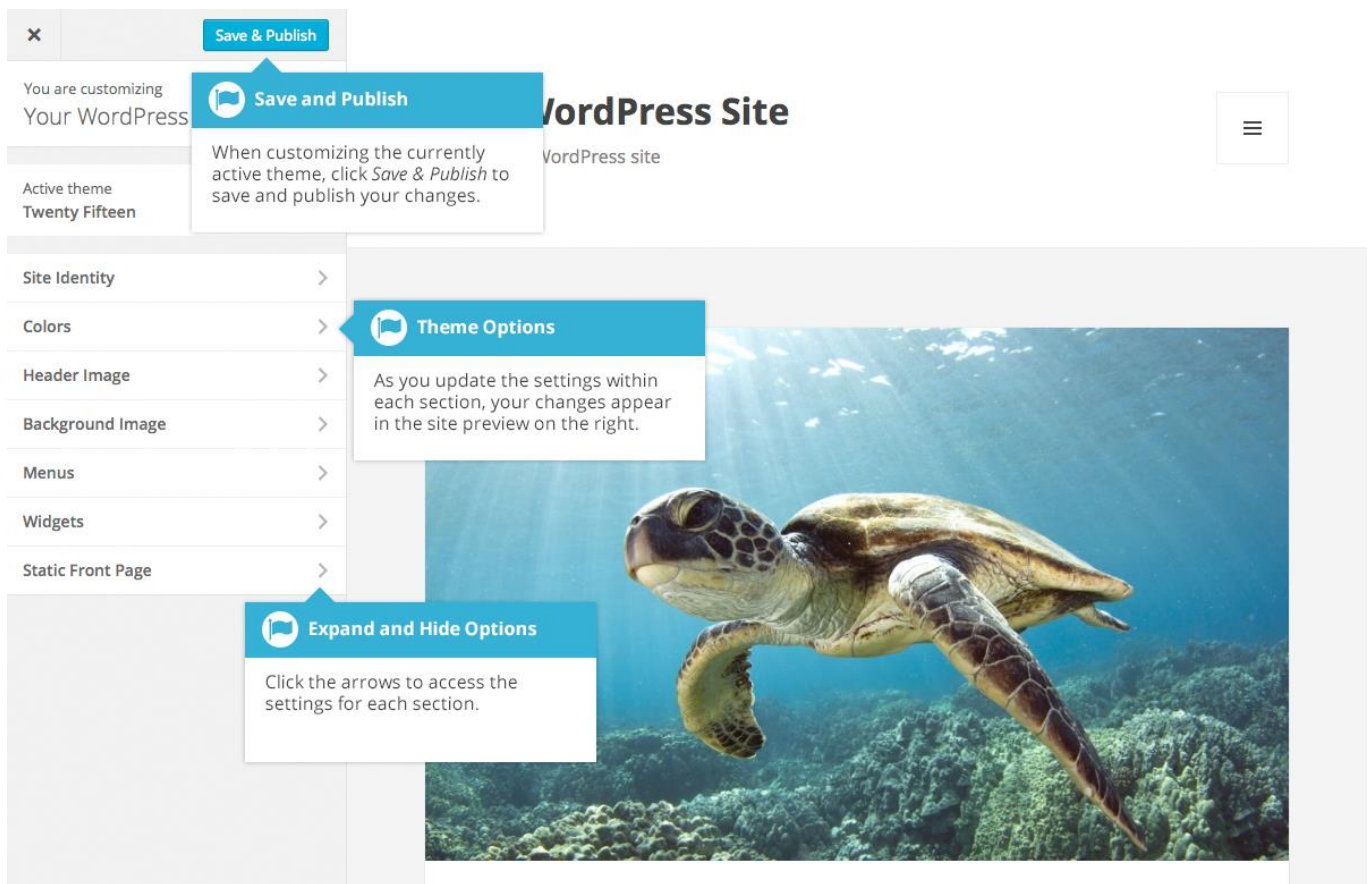 Save & Publish
You are customizing
Your WordPress
Save and Publish
When customizing the currently
active theme, click Save & Publish to
save and publish your changes.
WordPress Site
WordPress site
Active theme
Twenty Fifteen
Site Identity
Colors
Header Image
Background Image
Menus
Widgets
Static Front Page
Theme Options
As you update the settings within
each section, your changes appear
in the site preview on the right.
Expand and Hide Options
Click the arrows to access the
settings for each section.